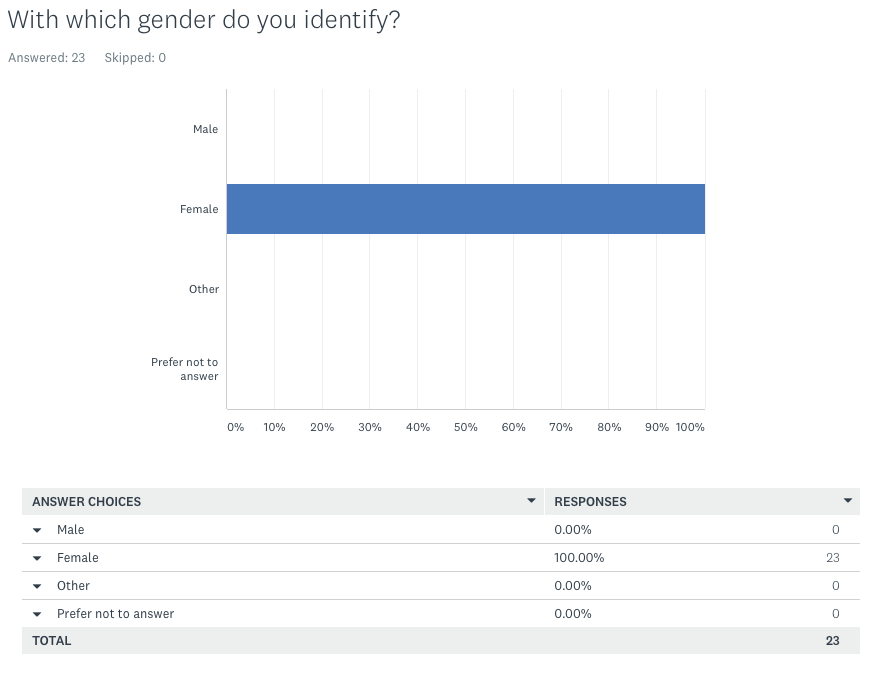 With which gender do you identify?
Answered: 23 Skipped: 0
Male
Female
Other
Prefer not to
answer
0% 10% 20% 30% 40% 50% 60% 70% 80% 90% 100%
ANSWER CHOICES RESPONSES
Male 0.00% 0
Female 100.00% 23
Other 0.00% 0
Prefer not to answer 0.00% 0
TOTAL 23